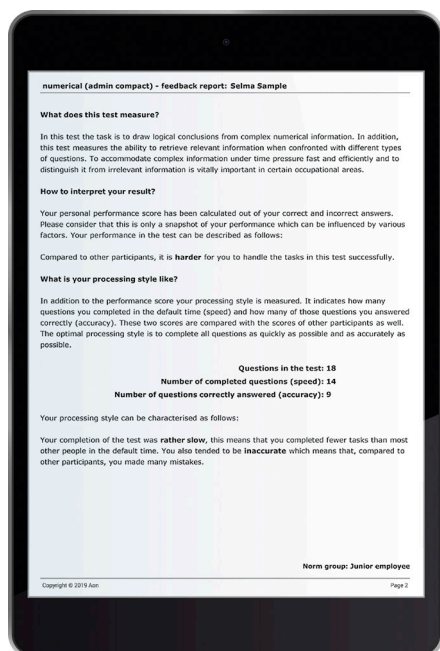 numerical (admin compact) - feedback report: Selma Sample
What does this test measure?
In this test the task is to draw logical conclusions from complex numerical information. In addition,
this test measures the ability to retrieve relevant information when confronted with different types
of questions. To accommodate complex information under time pressure fast and efficiently and to
distinguish it from irrelevant information is vitally important in certain occupational areas.
How to interpret your result?
Your personal performance score has been calculated out of your correct and incorrect answers.
Please consider that this is only a snapshot of your performance which can be influenced by various
factors. Your performance in the test can be described as follows:
Compared to other participants, it is harder for you to handle the tasks in this test successfully.
What is your processing style like?
In addition to the performance score your processing style is measured. It indicates how many
questions you completed in the default time (speed) and how many of those questions you answered
correctly (accuracy). These two scores are compared with the scores of other participants as well.
The optimal processing style is to complete all questions as quickly as possible and as accurately as
possible.
Questions in the test: 18
Number of completed questions (speed): 14
Number of questions correctly answered (accuracy): 9
Your processing style can be characterised as follows:
Your completion of the test was rather slow, this means that you completed fewer tasks than most
other people in the default time. You also tended to be inaccurate which means that, compared to
other participants, you made many mistakes.
Norm group: Junior employee
Copyright © 2019 Aon
Page 2